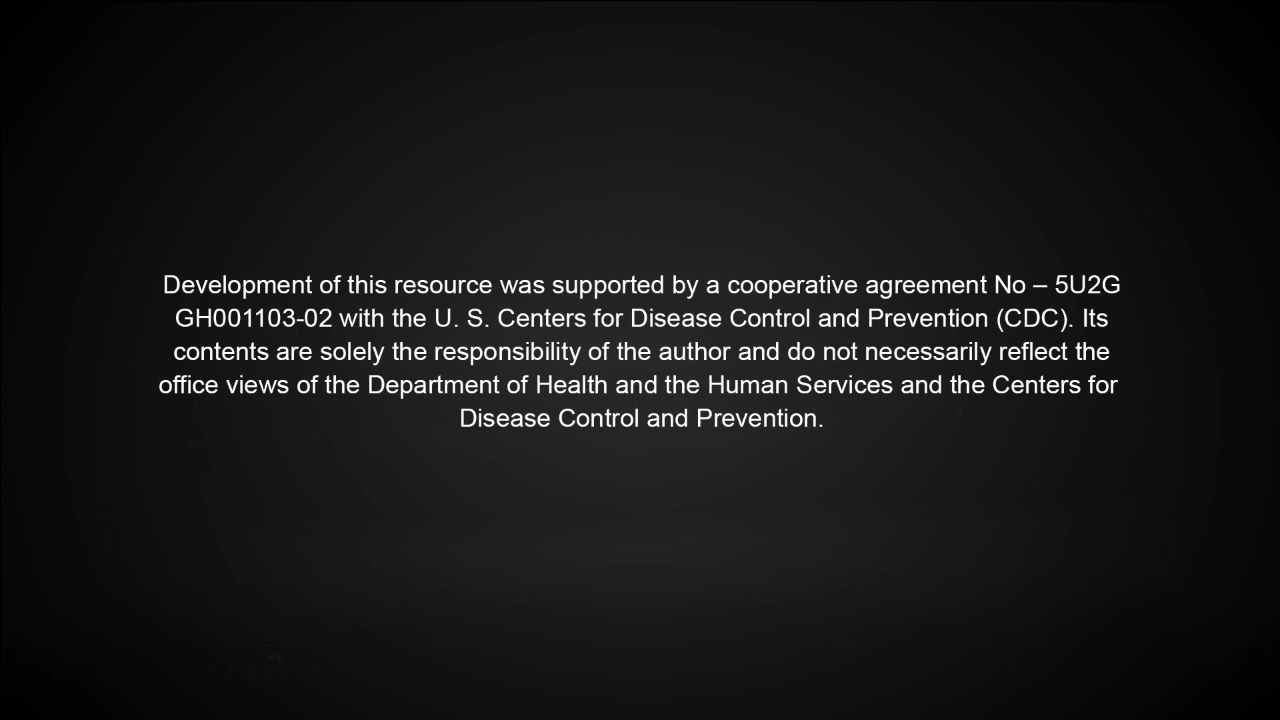 Development of this resource was supported by a cooperative agreement No – 5U2G
GH001103-02 with the U. S. Centers for Disease Control and Prevention (CDC). Its
contents are solely the responsibility of the author and do not necessarily reflect the
office views of the Department of Health and the Human Services and the Centers for
Disease Control and Prevention.